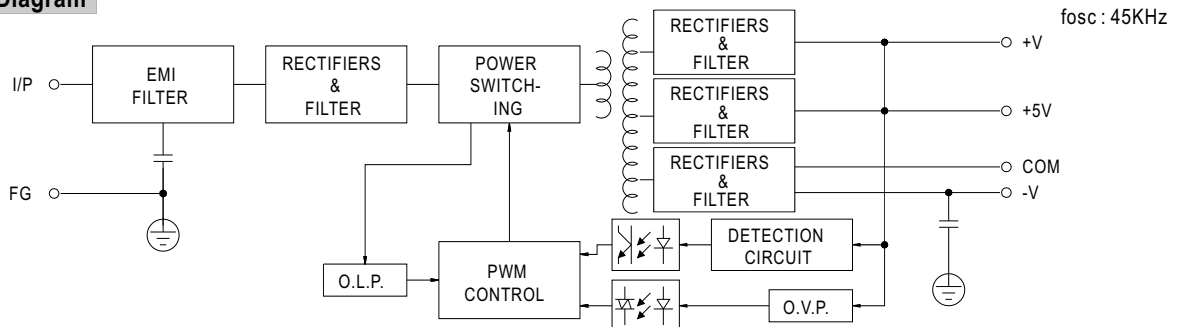 Diagram
fosc : 45KHz
I/P
EMI
FILTER
RECTIFIERS
&
FILTER
POWER
SWITCH-
ING
RECTIFIERS
&
FILTER
+V
RECTIFIERS
&
FILTER
+5V
RECTIFIERS
&
FILTER
COM
-V
FG
O.L.P.
PWM
CONTROL
DETECTION
CIRCUIT
O.V.P.